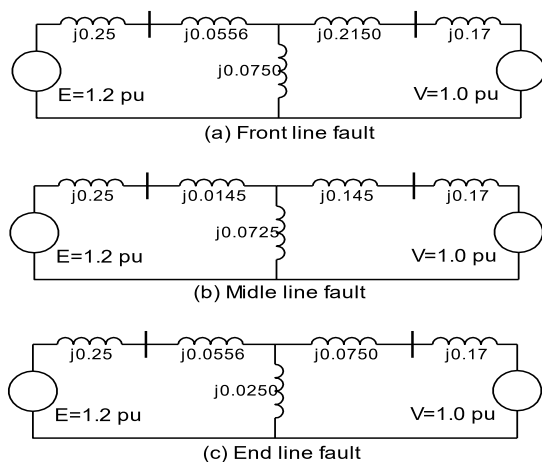 j0.25 j0.0556 j0.2150 j0.17
j0.0750
E=1.2 pu V=1.0 pu
(a) Front line fault
j0.25 j0.0145 j0.145 j0.17
j0.0725
E=1.2 pu V=1.0 pu
(b) Midle line fault
j0.25 j0.0556 j0.0750 j0.17
j0.0250
E=1.2 pu V=1.0 pu
(c) End line fault